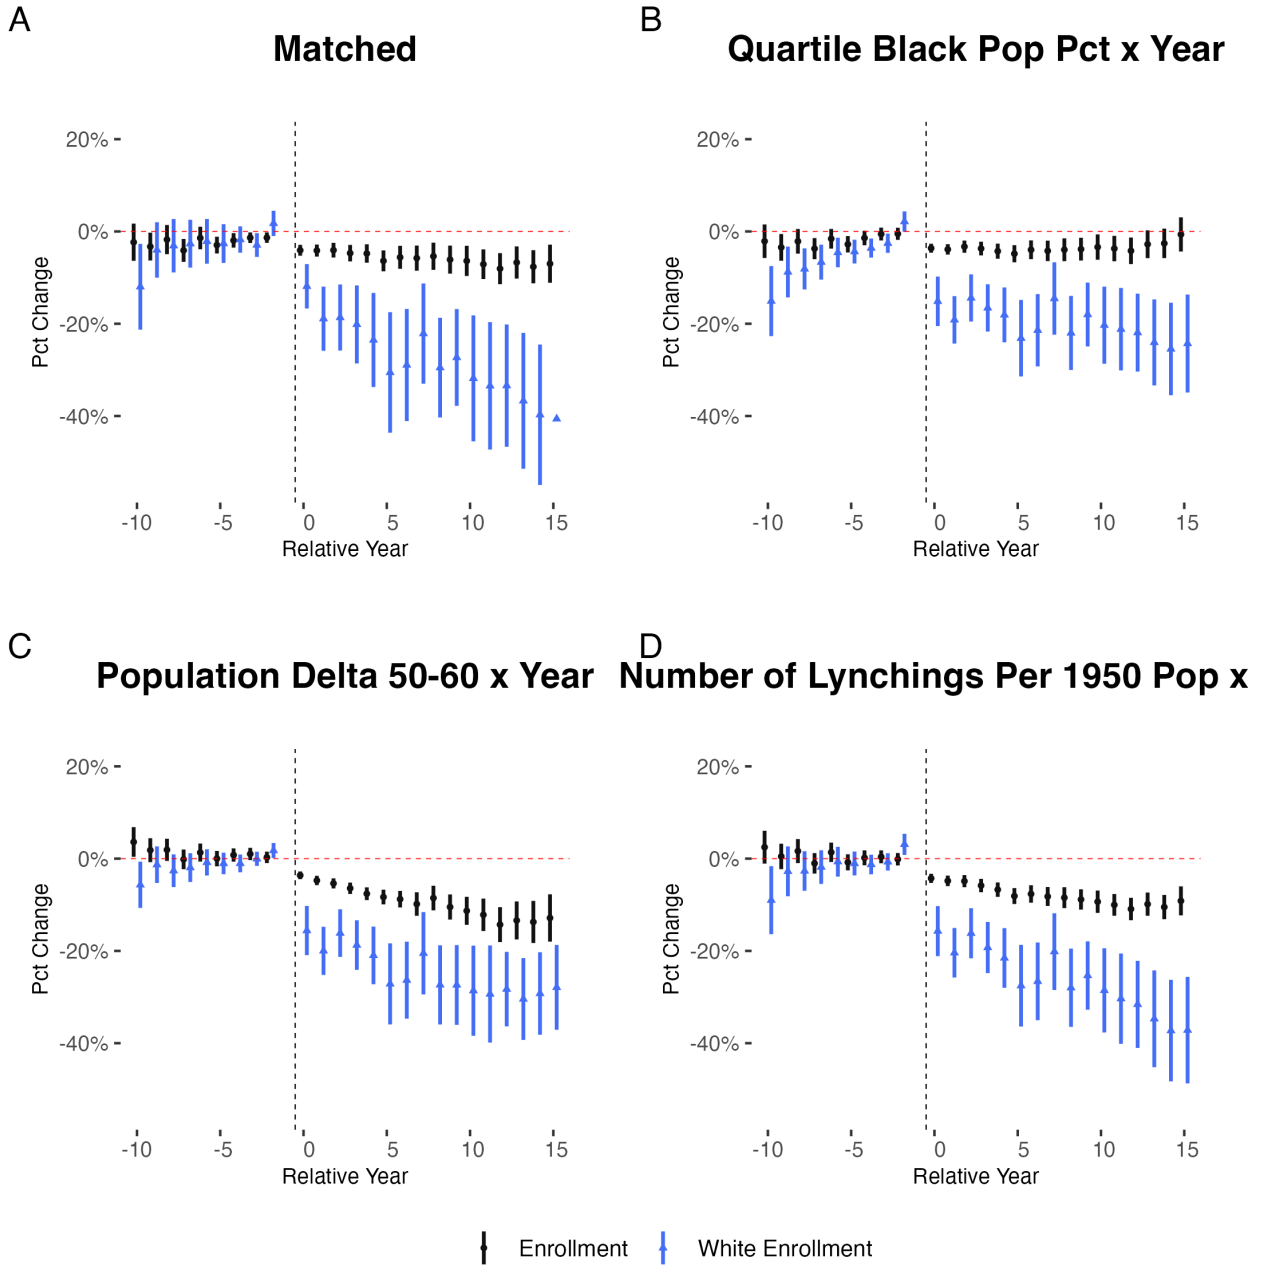 A
Matched
20%
0%
-20%
-40%
Pct Change
-10
-5
0
5
10
15
Relative Year
B
Quartile Black Pop Pct x Year
20%
0%
-20%
-40%
Pct Change
-10
-5
0
5
10
15
Relative Year
C
Population Delta 50-60 x Year
20%
0%
-20%
-40%
Pct Change
-10
-5
0
5
10
15
Relative Year
D
Number of Lynchings Per 1950 Pop x
20%
0%
-20%
-40%
Pct Change
-10
-5
0
5
10
15
Relative Year
Enrollment
White Enrollment